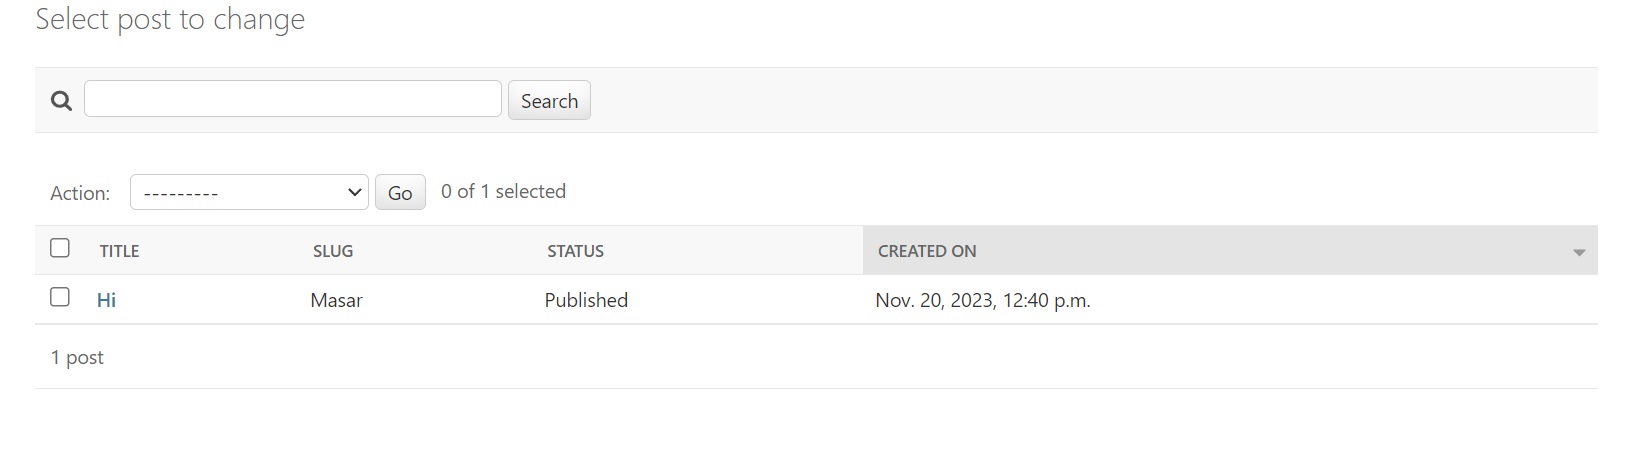 Select post to change
Search
Action: --------- Go 0 of 1 selected
TITLE SLUG STATUS CREATED ON
Hi Masar Published Nov. 20, 2023, 12:40 p.m.
1 post